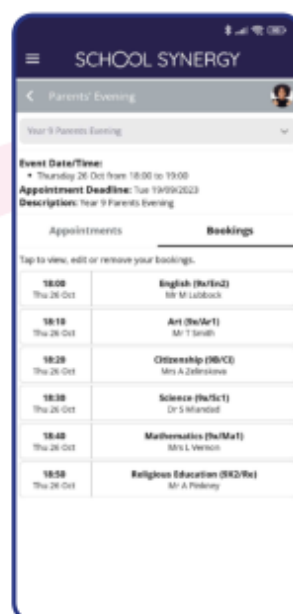 SCHOOL SYNERGY
Parents' Evening
Year 9 Parents Evening
Event Date/Time:
• Thursday 26 Oct from 18:00 to 19:00
Appointment Deadline: Tue 19/09/2023
Description: Year 9 Parents Evening
Appointments Bookings
Tap to view, edit or remove your bookings.
18:00 English (9x/En2)
Thu 26 Oct Mr M Lubbock
18:10 Art (9x/Ar1)
Thu 26 Oct Mr T Smith
18:20 Citizenship (9B/Ci)
Thu 26 Oct Mrs A Zelinskova
18:30 Science (9x/Sc1)
Thu 26 Oct Dr S Miandad
18:40 Mathematics (9x/Ma1)
Thu 26 Oct Mrs L Vernon
18:50 Religious Education
Thu 26 Oct Mr A Pinkney